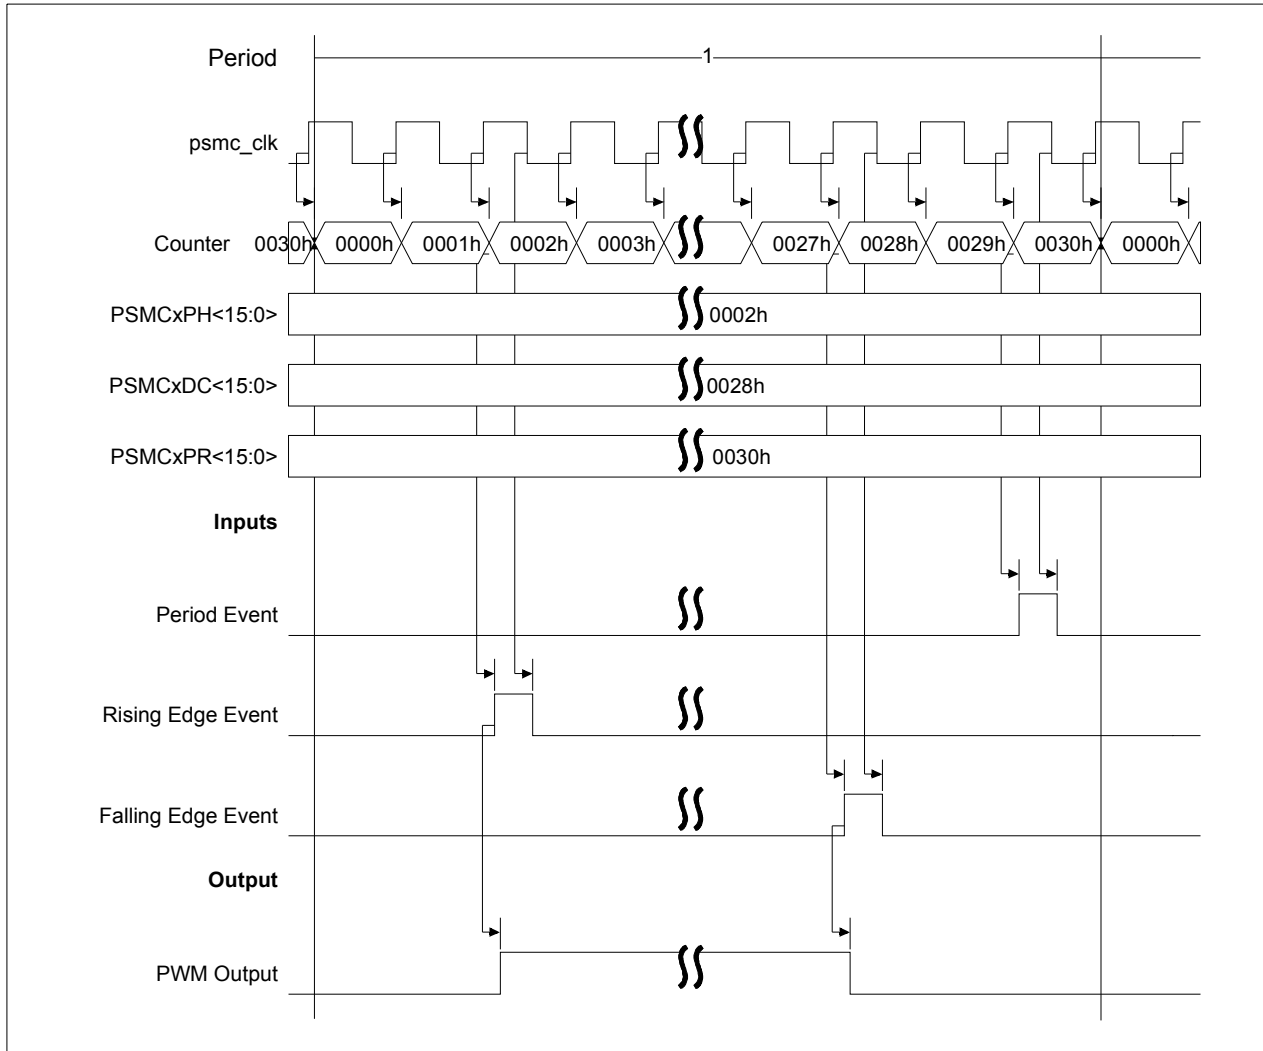 Period
1
psmc_clk
Counter 0030h 0000h 0001h 0002h 0003h 0027h 0028h 0029h 0030h 0000h
PSMCxPH<15:0> 0002h
PSMCxDC<15:0> 0028h
PSMCxPR<15:0> 0030h
Inputs
Period Event
Rising Edge Event
Falling Edge Event
Output
PWM Output